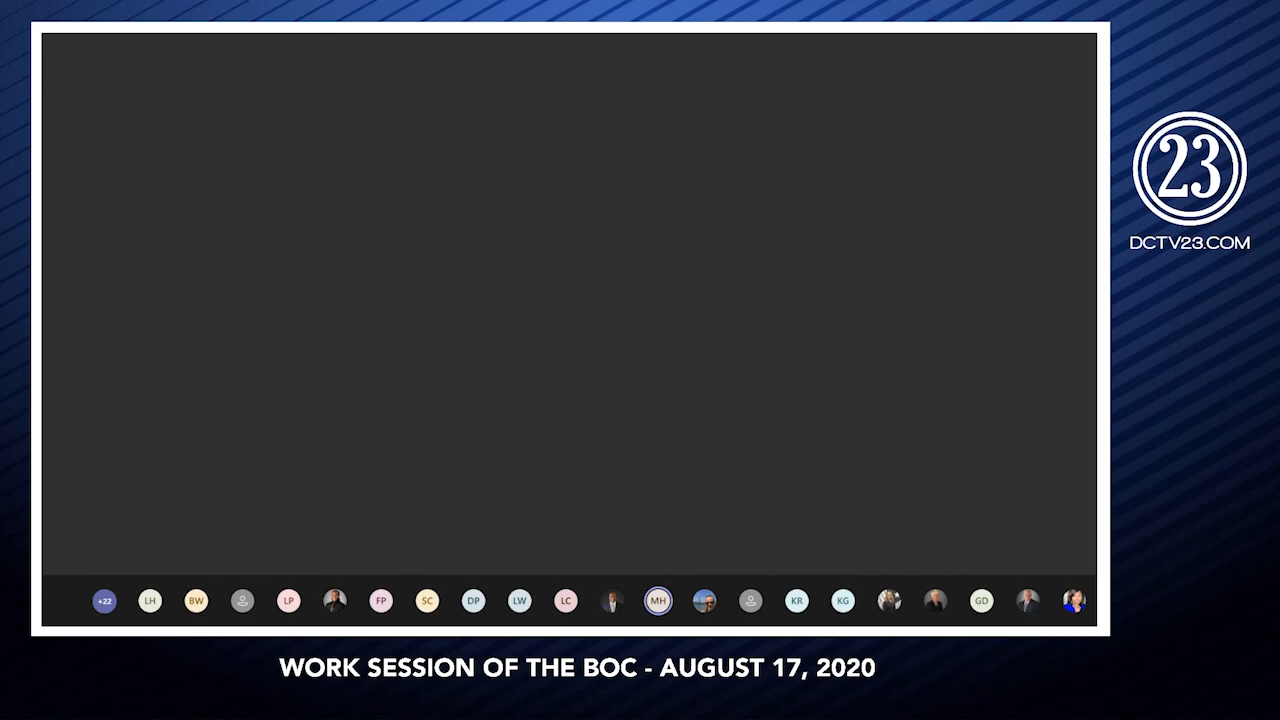 23
DCTV23.COM
+22 LH BW LP FP SC DP LW LC MH KR KG GD
WORK SESSION OF THE BOC - AUGUST 17, 2020